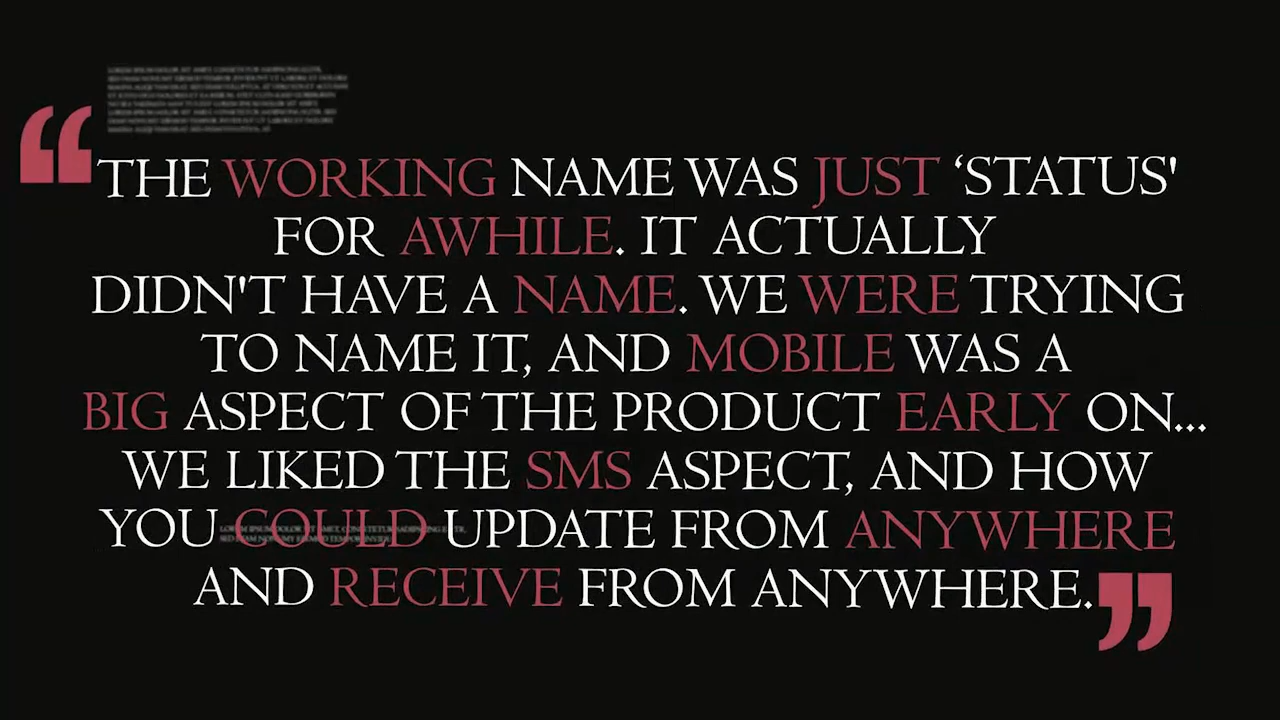 “THE WORKING NAME WAS JUST ‘STATUS'
FOR AWHILE. IT ACTUALLY
DIDN'T HAVE A NAME. WE WERE TRYING
TO NAME IT, AND MOBILE WAS A
BIG ASPECT OF THE PRODUCT EARLY ON...
WE LIKED THE SMS ASPECT, AND HOW
YOU COULD UPDATE FROM ANYWHERE
AND RECEIVE FROM ANYWHERE.”